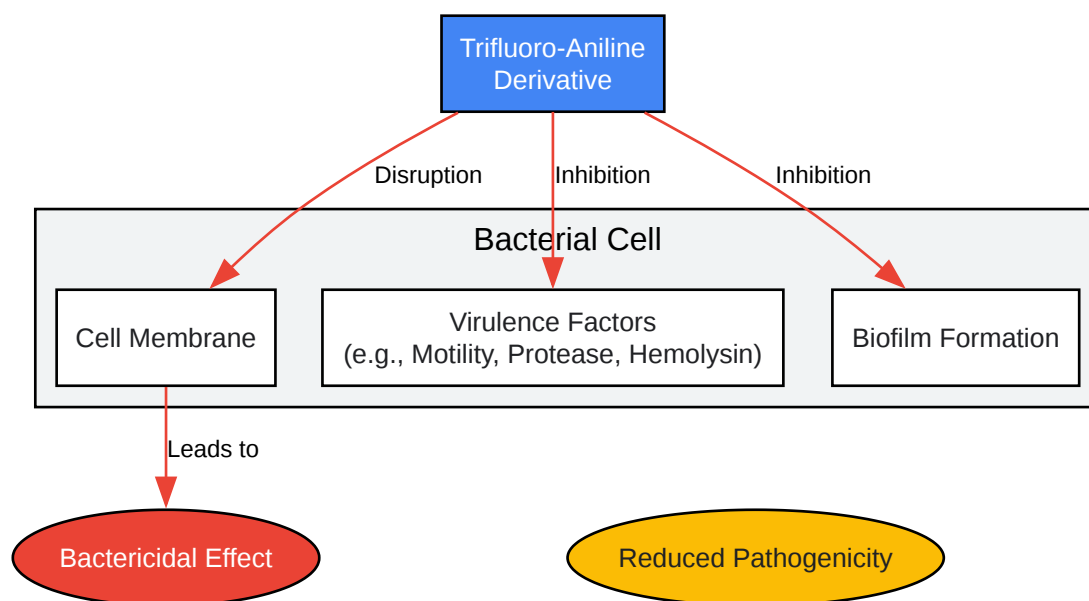 Trifluoro-Aniline
Derivative
Disruption
Inhibition
Inhibition
Bacterial Cell
Cell Membrane
Virulence Factors
(e.g., Motility, Protease, Hemolysin)
Biofilm Formation
Leads to
Bactericidal Effect
Reduced Pathogenicity